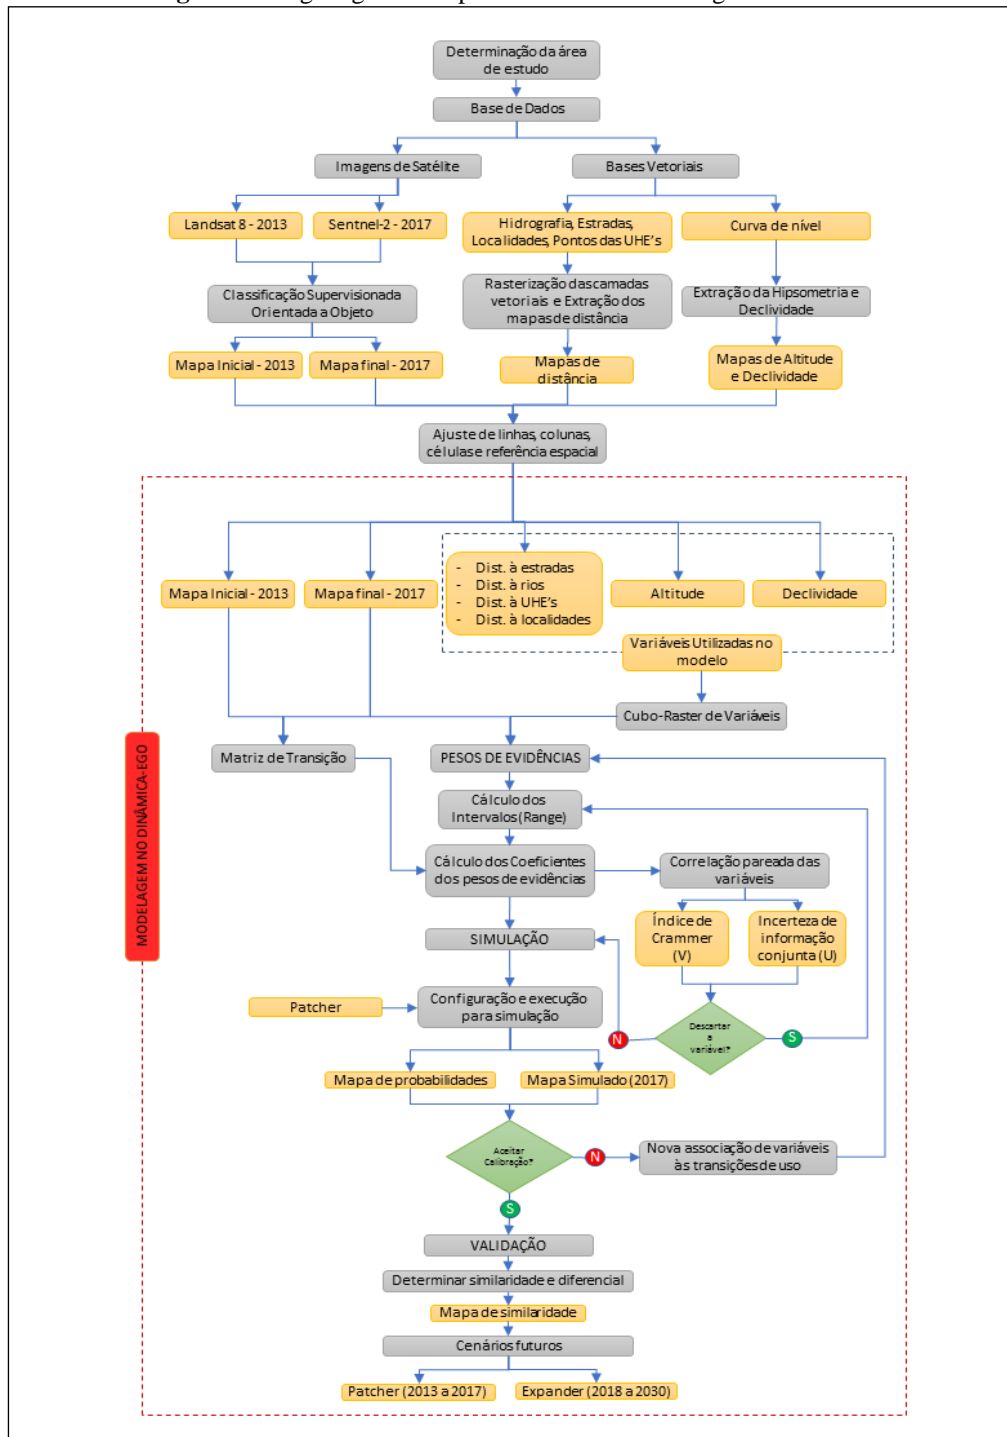 Determinação da área
de estudo
Base de Dados
Imagens de Satélite
Bases Vetoriais
Landsat 8 - 2013
Sentnel-2 - 2017
Hidrografia, Estradas,
Localidades, Pontos das UHE's
Curva de nível
Classificação Supervisionada
Orientada a Objeto
Rasterização dascamadas
vetoriais e Extração dos
mapas de distância
Extração da Hipsometria e
Declividade
Mapa Inicial - 2013
Mapa final - 2017
Mapas de
distância
Mapas de Altitude
e Declividade
Ajuste de linhas, colunas,
células e referência espacial
Mapa Inicial - 2013
Mapa final - 2017
- Dist. à estradas
- Dist. à rios
- Dist. à UHE's
- Dist. à localidades
Altitude
Declividade
Variáveis Utilizadas no
modelo
Cubo-Raster de Variáveis
MODELAGEM NO DINÂMICA-EGO
Matriz de Transição
PESOS DE EVIDÊNCIAS
Cálculo dos
Intervalos (Range)
Cálculo dos Coeficientes
dos pesos de evidências
Correlação pareada das
variáveis
Índice de
Crammer
(V)
Incerteza de
informação
conjunta (U)
SIMULAÇÃO
Patcher
Configuração e execução
para simulação
Descartar
a
variável?
N
S
Mapa de probabilidades
Mapa Simulado (2017)
Aceitar
Calibração?
N
Nova associação de variáveis
às transições de uso
S
VALIDAÇÃO
Determinar similaridade e diferencial
Mapa de similaridade
Cenários futuros
Patcher (2013 a 2017)
Expander (2018 a 2030)